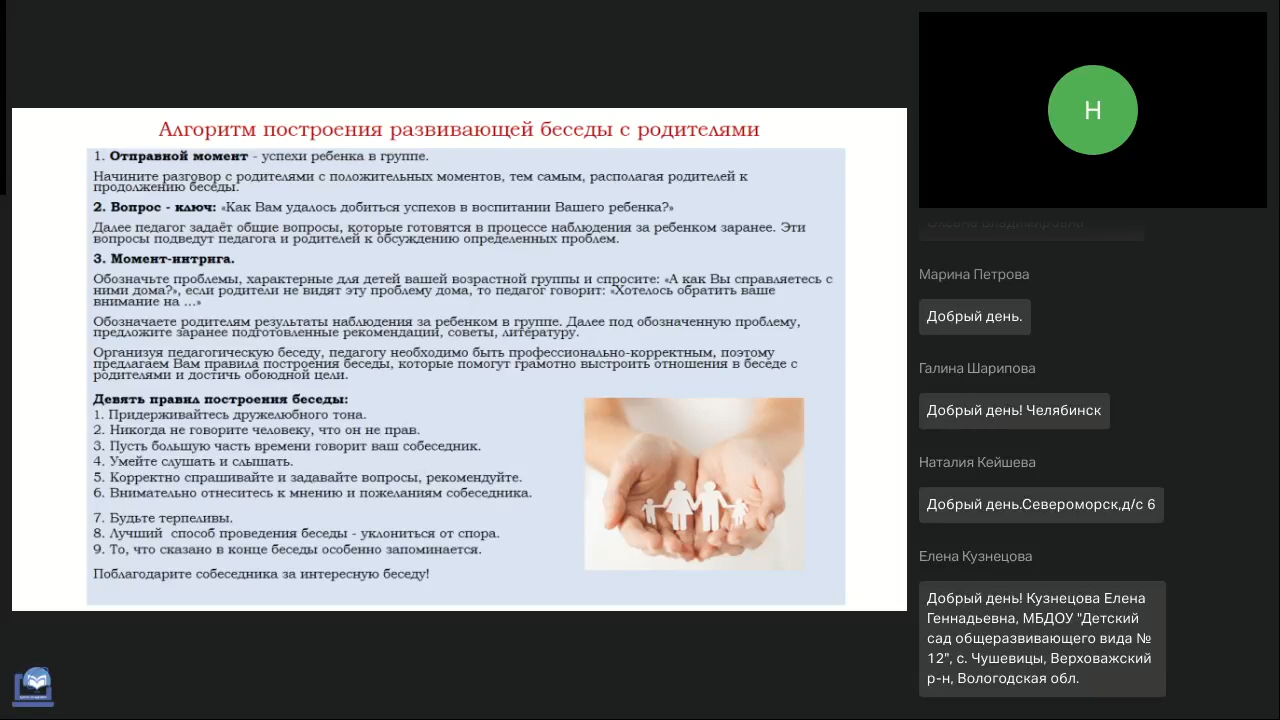 Алгоритм построения развивающей беседы с родителями
1. Отправной момент - успехи ребенка в группе.
Начините разговор с родителями с положительных моментов, тем самым, располагая родителей к
продолжению беседы.
2. Вопрос - ключ: «Как Вам удалось добиться успехов в воспитании Вашего ребенка?»
Далее педагог задаёт общие вопросы, которые готовятся в процессе наблюдения за ребенком заранее. Эти
вопросы подведут педагога и родителей к обсуждению определенных проблем.
3. Момент-интрига.
Обозначьте проблемы, характерные для детей вашей возрастной группы и спросите: «А как Вы справляетесь с
ними дома?», если родители не видят эту проблему дома, то педагог говорит: «Хотелось обратить ваше
внимание на ...»
Обозначаете родителям результаты наблюдения за ребенком в группе. Далее под обозначенную проблему,
предложите заранее подготовленные рекомендации, советы, литературу.
Организуя педагогическую беседу, педагогу необходимо быть профессионально-корректным, поэтому
предлагаем Вам правила построения беседы, которые помогут грамотно выстроить отношения в беседе с
родителями и достичь обоюдной цели.
Девять правил построения беседы:
1. Придерживайтесь дружелюбного тона.
2. Никогда не говорите человеку, что он не прав.
3. Пусть большую часть времени говорит ваш собеседник.
4. Умейте слушать и слышать.
5. Корректно спрашивайте и задавайте вопросы, рекомендуйте.
6. Внимательно отнеситесь к мнению и пожеланиям собеседника.
7. Будьте терпеливы.
8. Лучший способ проведения беседы - уклониться от спора.
9. То, что сказано в конце беседы особенно запоминается.
Поблагодарите собеседника за интересную беседу!
Н
Оксана Владимировна
Марина Петрова
Добрый день.
Галина Шарипова
Добрый день! Челябинск
Наталия Кейшева
Добрый день.Североморск,д/с 6
Елена Кузнецова
Добрый день! Кузнецова Елена
Геннадьевна, МБДОУ "Детский
сад общеразвивающего вида №
12", с. Чушевицы, Верховажский
р-н, Вологодская обл.